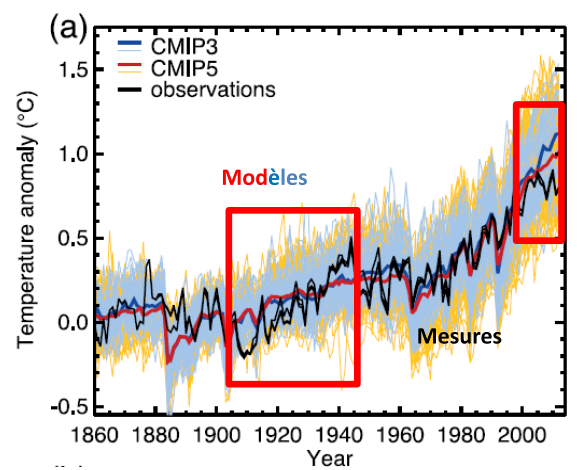 (a)
CMIP3
CMIP5
observations
Modèles
Mesures
Temperature anomaly (°C)
1.5
1.0
0.5
0.0
-0.5
1860 1880 1900 1920 1940 1960 1980 2000
Year